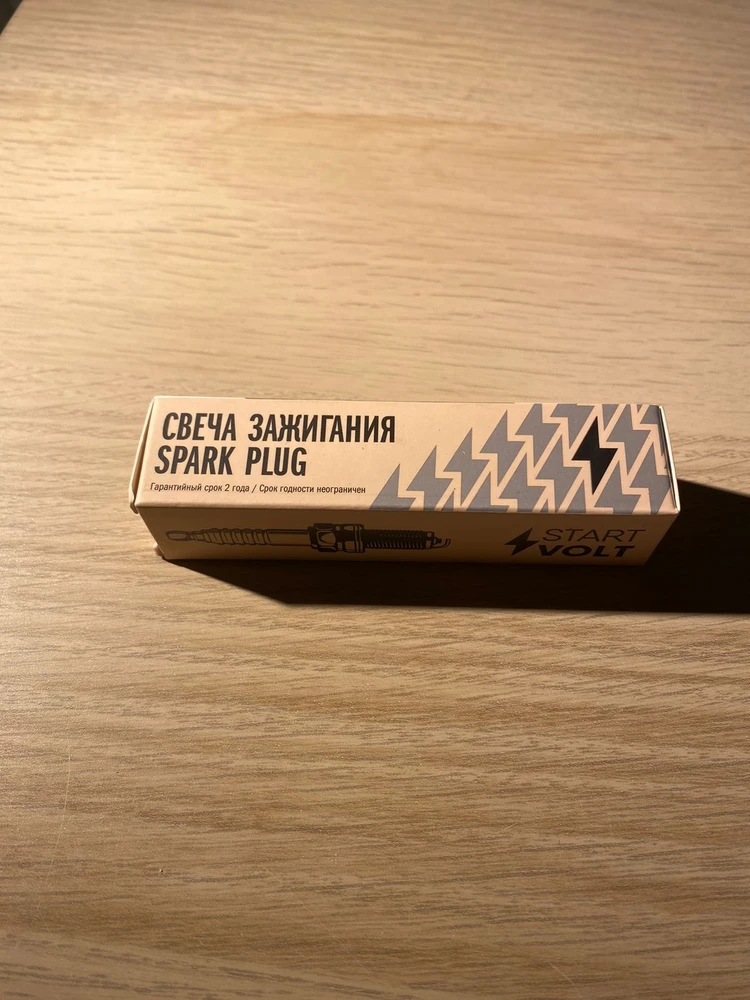 СВЕЧА ЗАЖИГАНИЯ
SPARK PLUG
Гарантийный срок 2 года / Срок годности неограничен
START
VOLT